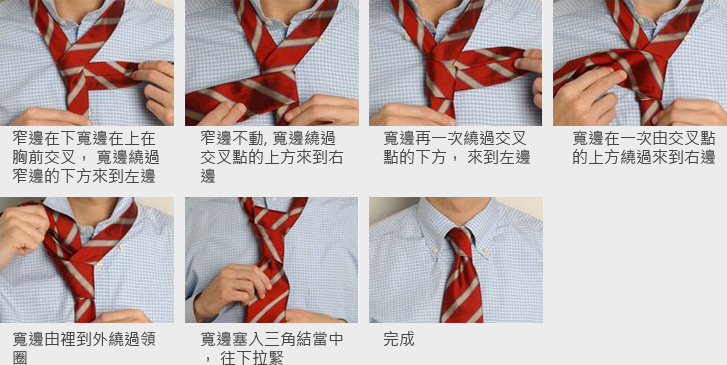 窄邊在下寬邊在上在
胸前交叉， 寬邊繞過
窄邊的下方來到左邊
窄邊不動, 寬邊繞過
交叉點的上方來到右
邊
寬邊再一次繞過交叉
點的下方， 來到左邊
寬邊在一次由交叉點
的上方繞過來到右邊
寬邊由裡到外繞過領
圈
寬邊塞入三角結當中
， 往下拉緊
完成